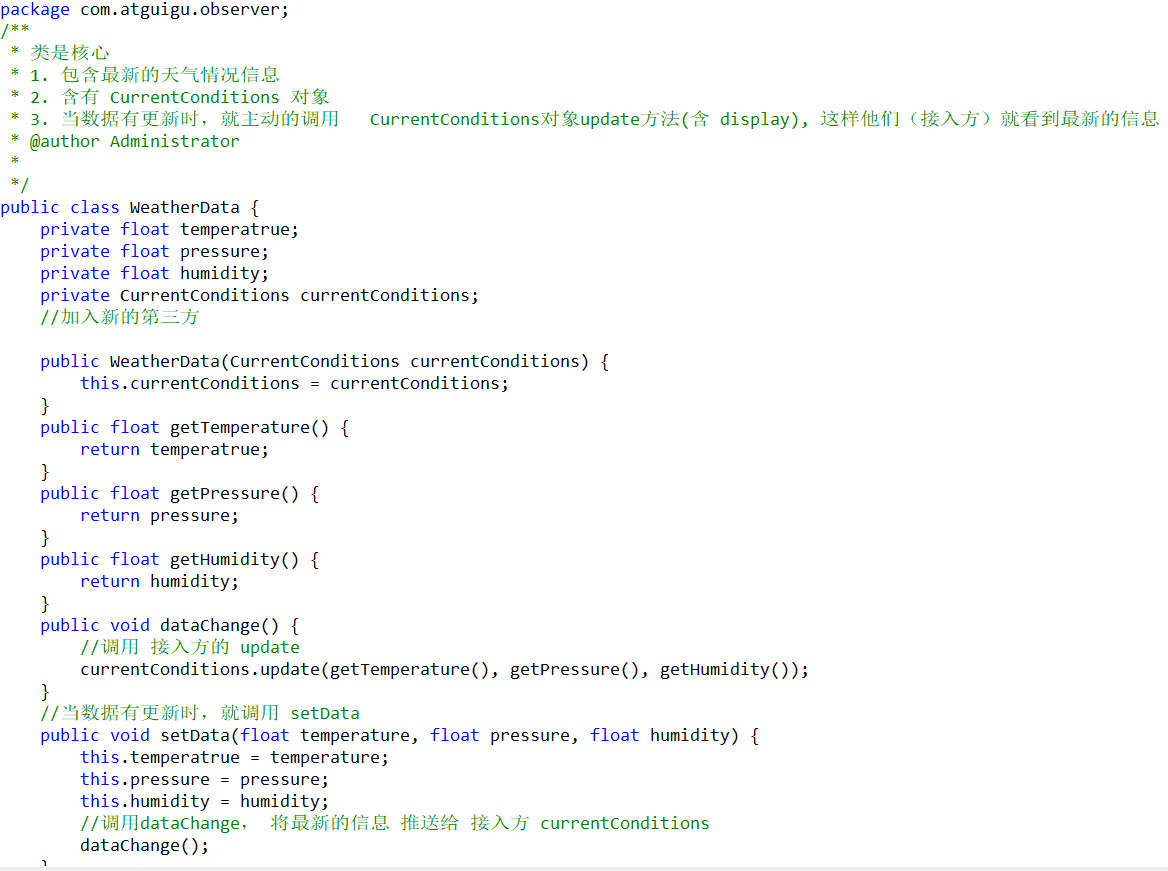 package com.atguigu.observer;
/**
 * 类是核心
 * 1. 包含最新的天气情况信息
 * 2. 含有 CurrentConditions 对象
 * 3. 当数据有更新时，就主动的调用   CurrentConditions对象update方法(含 display), 这样他们（接入方）就看到最新的信息
 * @author Administrator
 *
 */
public class WeatherData {
    private float temperatrue;
    private float pressure;
    private float humidity;
    private CurrentConditions currentConditions;
    //加入新的第三方

    public WeatherData(CurrentConditions currentConditions) {
        this.currentConditions = currentConditions;
    }
    public float getTemperature() {
        return temperatrue;
    }
    public float getPressure() {
        return pressure;
    }
    public float getHumidity() {
        return humidity;
    }
    public void dataChange() {
        //调用 接入方的 update
        currentConditions.update(getTemperature(), getPressure(), getHumidity());
    }
    //当数据有更新时，就调用 setData
    public void setData(float temperature, float pressure, float humidity) {
        this.temperatrue = temperature;
        this.pressure = pressure;
        this.humidity = humidity;
        //调用dataChange， 将最新的信息 推送给 接入方 currentConditions
        dataChange();
    }